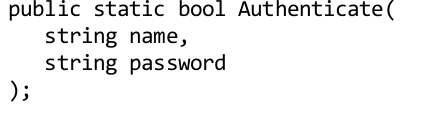 public static bool Authenticate(
string name,
string password
);